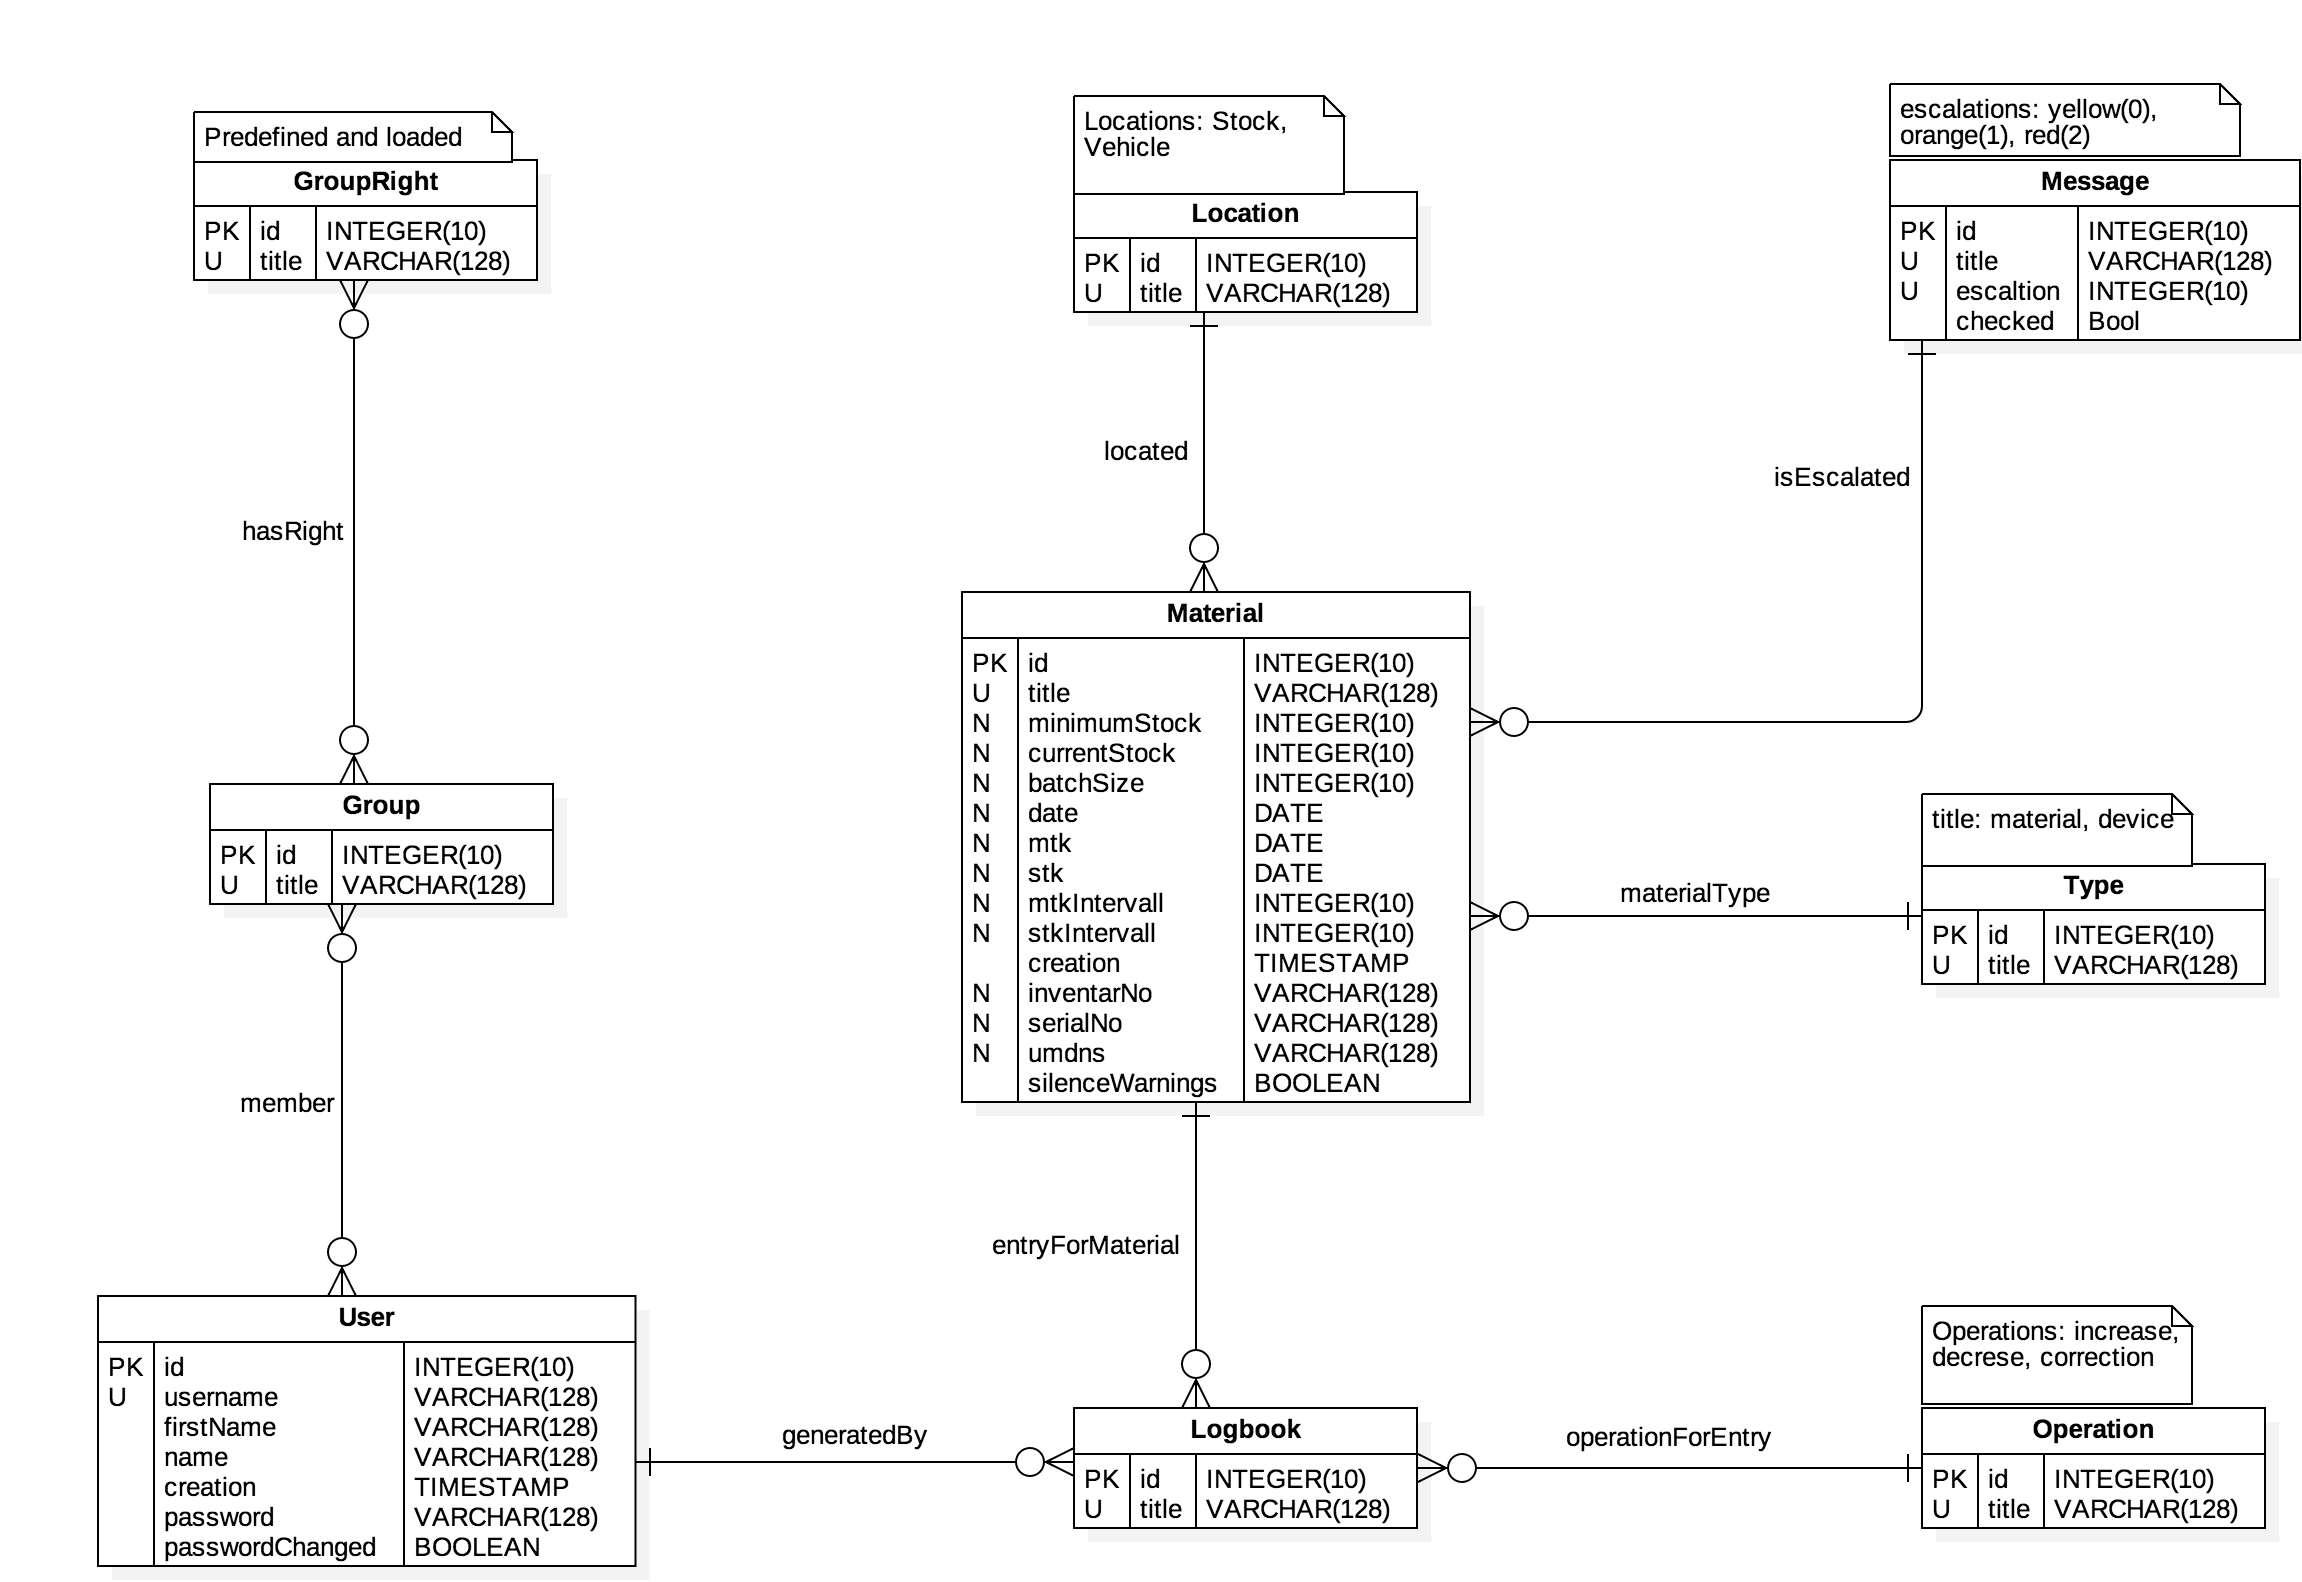 Predefined and loaded
GroupRight
PK id INTEGER(10)
U title VARCHAR(128)
Locations: Stock,
Vehicle
Location
PK id INTEGER(10)
U title VARCHAR(128)
escalations: yellow(0),
orange(1), red(2)
Message
PK id INTEGER(10)
U title VARCHAR(128)
U escaltion INTEGER(10)
checked Bool
hasRight
located
isEscalated
Material
PK id INTEGER(10)
U title VARCHAR(128)
N minimumStock INTEGER(10)
N currentStock INTEGER(10)
N batchSize INTEGER(10)
N date DATE
N mtk DATE
N stk DATE
N mtkIntervall INTEGER(10)
N stkIntervall INTEGER(10)
creation TIMESTAMP
N inventarNo VARCHAR(128)
N serialNo VARCHAR(128)
N umdns VARCHAR(128)
silenceWarnings BOOLEAN
Group
PK id INTEGER(10)
U title VARCHAR(128)
materialType
title: material, device
Type
PK id INTEGER(10)
U title VARCHAR(128)
member
entryForMaterial
User
PK id INTEGER(10)
U username VARCHAR(128)
firstName VARCHAR(128)
name VARCHAR(128)
creation TIMESTAMP
password VARCHAR(128)
passwordChanged BOOLEAN
generatedBy
Logbook
PK id INTEGER(10)
U title VARCHAR(128)
operationForEntry
Operations: increase,
decrese, correction
Operation
PK id INTEGER(10)
U title VARCHAR(128)